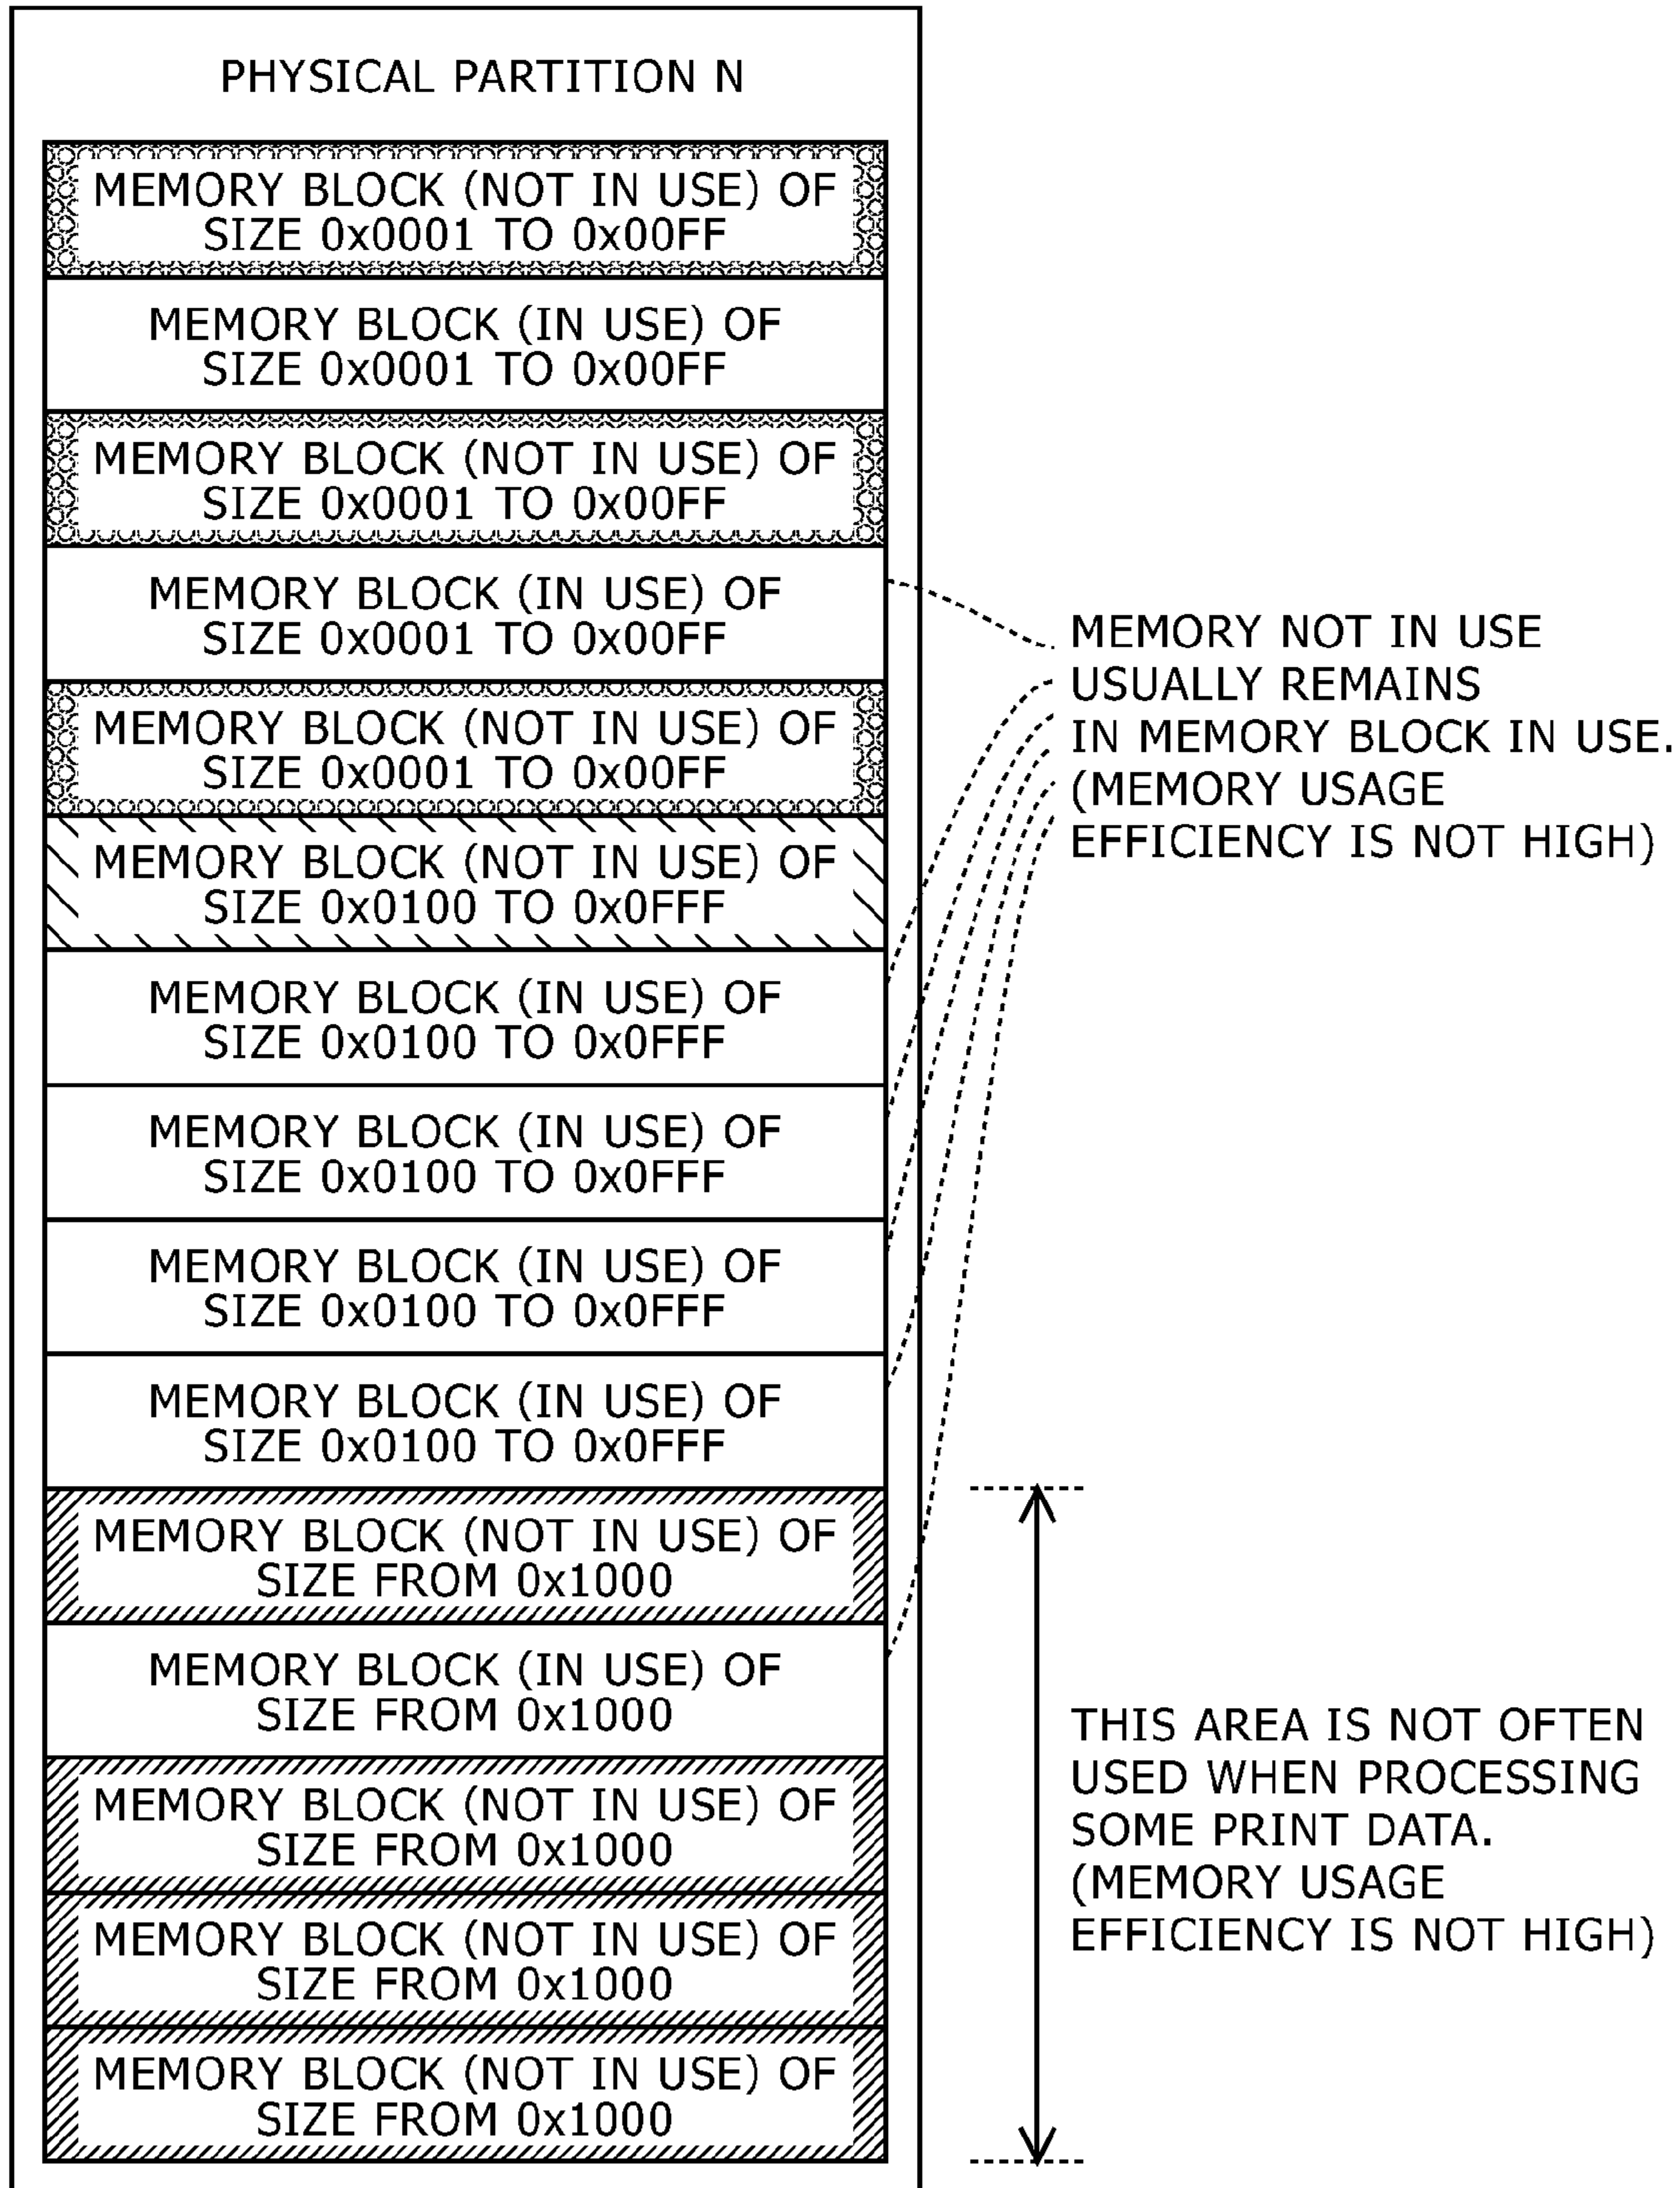 PHYSICAL PARTITION N
MEMORY BLOCK (NOT IN USE) OF
SIZE 0x0001 TO 0x00FF
MEMORY BLOCK (IN USE) OF
SIZE 0x0001 TO 0x00FF
MEMORY BLOCK (NOT IN USE) OF
SIZE 0x0001 TO 0x00FF
MEMORY BLOCK (IN USE) OF
SIZE 0x0001 TO 0x00FF
MEMORY BLOCK (NOT IN USE) OF
SIZE 0x0001 TO 0x00FF
MEMORY BLOCK (NOT IN USE) OF
SIZE 0x0100 TO 0x0FFF
MEMORY BLOCK (IN USE) OF
SIZE 0x0100 TO 0x0FFF
MEMORY BLOCK (IN USE) OF
SIZE 0x0100 TO 0x0FFF
MEMORY BLOCK (IN USE) OF
SIZE 0x0100 TO 0x0FFF
MEMORY BLOCK (IN USE) OF
SIZE 0x0100 TO 0x0FFF
MEMORY BLOCK (NOT IN USE) OF
SIZE FROM 0x1000
MEMORY BLOCK (IN USE) OF
SIZE FROM 0x1000
MEMORY BLOCK (NOT IN USE) OF
SIZE FROM 0x1000
MEMORY BLOCK (NOT IN USE) OF
SIZE FROM 0x1000
MEMORY BLOCK (NOT IN USE) OF
SIZE FROM 0x1000
MEMORY NOT IN USE
USUALLY REMAINS
IN MEMORY BLOCK IN USE.
(MEMORY USAGE
EFFICIENCY IS NOT HIGH)
THIS AREA IS NOT OFTEN
USED WHEN PROCESSING
SOME PRINT DATA.
(MEMORY USAGE
EFFICIENCY IS NOT HIGH)